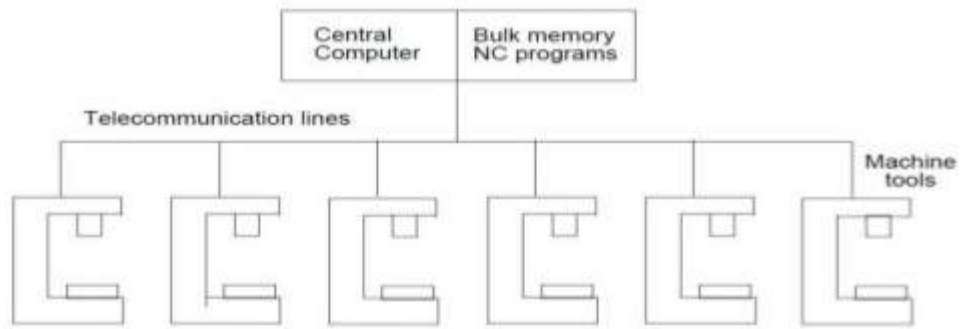 Central
Computer
Bulk memory
NC programs
Telecommunication lines
Machine
tools